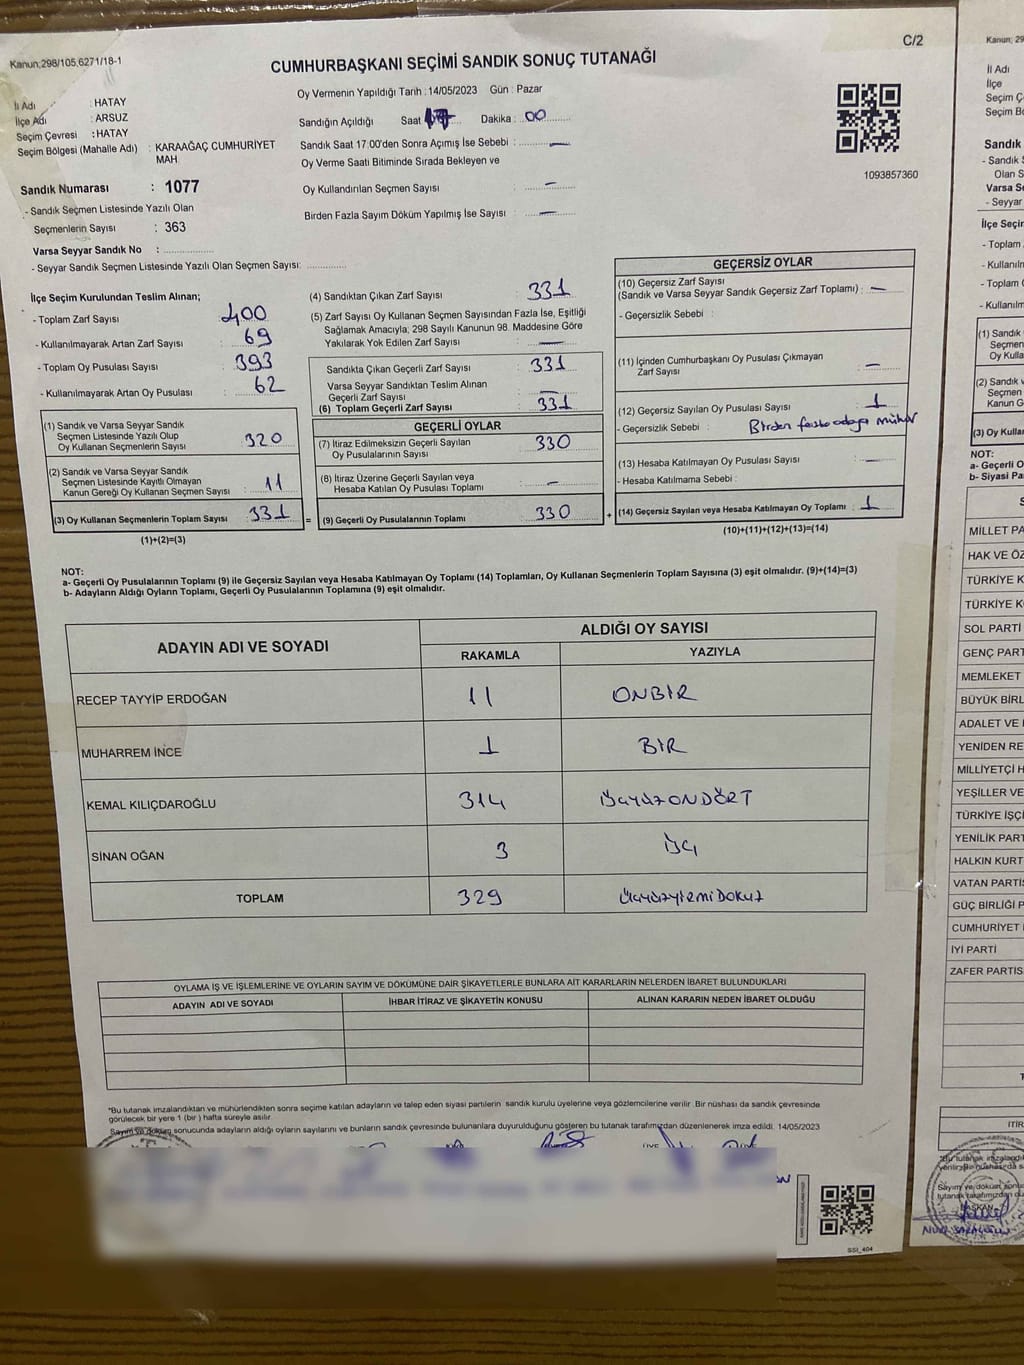 C/2
Kanun;298/105,6271/18-1
CUMHURBAŞKANI SEÇİMİ SANDIK SONUÇ TUTANAĞI
İl Adı : HATAY
İlçe Adı : ARSUZ
Seçim Çevresi : HATAY
Seçim Bölgesi (Mahalle Adı) : KARAAĞAÇ CUMHURİYET
MAH.
Sandık Numarası : 1077
- Sandık Seçmen Listesinde Yazılı Olan
Seçmenlerin Sayısı : 363
Varsa Seyyar Sandık No :
- Seyyar Sandık Seçmen Listesinde Yazılı Olan Seçmen Sayısı:
Oy Vermenin Yapıldığı Tarih : 14/05/2023 Gün : Pazar
Sandığın Açıldığı Saat : 17 Dakika : 00
Sandık Saat 17.00'den Sonra Açımış İse Sebebi : —
Oy Verme Saati Bitiminde Sırada Bekleyen ve
Oy Kullandırılan Seçmen Sayısı : —
Birden Fazla Sayım Döküm Yapılmış İse Sayısı : —
1093857360
İlçe Seçim Kurulundan Teslim Alınan;
- Toplam Zarf Sayısı : 400
- Kullanılmayarak Artan Zarf Sayısı : 69
- Toplam Oy Pusulası Sayısı : 393
- Kullanılmayarak Artan Oy Pusulası : 62
(1) Sandık ve Varsa Seyyar Sandık
Seçmen Listesinde Yazılı Olup
Oy Kullanan Seçmenlerin Sayısı : 320
(2) Sandık ve Varsa Seyyar Sandık
Seçmen Listesinde Kayıtlı Olmayan
Kanun Gereği Oy Kullanan Seçmen Sayısı : 11
(3) Oy Kullanan Seçmenlerin Toplam Sayısı : 331
(1)+(2)=(3)
(4) Sandıktan Çıkan Zarf Sayısı : 331
(5) Zarf Sayısı Oy Kullanan Seçmen Sayısından Fazla İse, Eşitliği
Sağlamak Amacıyla; 298 Sayılı Kanunun 98. Maddesine Göre
Yakılarak Yok Edilen Zarf Sayısı : —
Sandıkta Çıkan Geçerli Zarf Sayısı : 331
Varsa Seyyar Sandıktan Teslim Alınan
Geçerli Zarf Sayısı : —
(6) Toplam Geçerli Zarf Sayısı : 331
GEÇERLİ OYLAR
(7) İtiraz Edilmeksizin Geçerli Sayılan
Oy Pusulalarının Sayısı : 330
(8) İtiraz Üzerine Geçerli Sayılan veya
Hesaba Katılan Oy Pusulası Toplamı : —
= (9) Geçerli Oy Pusulalarının Toplamı : 330
GEÇERSİZ OYLAR
(10) Geçersiz Zarf Sayısı
(Sandık ve Varsa Seyyar Sandık Geçersiz Zarf Toplamı) : —
- Geçersizlik Sebebi :
(11) İçinden Cumhurbaşkanı Oy Pusulası Çıkmayan
Zarf Sayısı : —
(12) Geçersiz Sayılan Oy Pusulası Sayısı : 1
- Geçersizlik Sebebi : Birden fazla adaya mühür
(13) Hesaba Katılmayan Oy Pusulası Sayısı : —
- Hesaba Katılmama Sebebi :
+ (14) Geçersiz Sayılan veya Hesaba Katılmayan Oy Toplamı : 1
(10)+(11)+(12)+(13)=(14)
NOT:
a- Geçerli Oy Pusulalarının Toplamı (9) ile Geçersiz Sayılan veya Hesaba Katılmayan Oy Toplamı (14) Toplamları, Oy Kullanan Seçmenlerin Toplam Sayısına (3) eşit olmalıdır. (9)+(14)=(3)
b- Adayların Aldığı Oyların Toplamı, Geçerli Oy Pusulalarının Toplamına (9) eşit olmalıdır.
ADAYIN ADI VE SOYADI
ALDIĞI OY SAYISI
RAKAMLA YAZIYLA
RECEP TAYYİP ERDOĞAN 11 ONBİR
MUHARREM İNCE 1 BİR
KEMAL KILIÇDAROĞLU 314 ÜçyüzONDÖRT
SİNAN OĞAN 3 ÜÇ
TOPLAM 329 ÜçyüzyirmiDokuz
OYLAMA İŞ VE İŞLEMLERİNE VE OYLARIN SAYIM VE DÖKÜMÜNE DAİR ŞİKAYETLERLE BUNLARA AİT KARARLARIN NELERDEN İBARET BULUNDUKLARI
ADAYIN ADI VE SOYADI İHBAR İTİRAZ VE ŞİKAYETİN KONUSU ALINAN KARARIN NEDEN İBARET OLDUĞU
*Bu tutanak imzalandıktan ve mühürlendikten sonra seçime katılan adayların ve talep eden siyasi partilerin sandık kurulu üyelerine veya gözlemcilerine verilir. Bir nüshası da sandık çevresinde
görülecek bir yere 1 (bir) hafta süreyle asılır.
Sayım ve döküm sonucunda adayların aldığı oyların sayılarını ve bunların sandık çevresinde bulunanlara duyurulduğunu gösteren bu tutanak tarafımızdan düzenlenerek imza edildi. 14/05/2023
SSİ_404
Kanun; 29
İl Adı
İlçe
Seçim Ç
Seçim B
Sandık
- Sandık S
Olan S
Varsa Se
- Seyyar
İlçe Seçir
- Toplam
- Kullanılm
- Toplam O
- Kullanılm
(1) Sandık
Seçmen
Oy Kulla
(2) Sandık
Seçmen
Kanun G
(3) Oy Kullan
NOT:
a- Geçerli O
b- Siyasi Pa
MİLLET PA
HAK VE ÖZ
TÜRKİYE K
TÜRKİYE K
SOL PARTİ
GENÇ PART
MEMLEKET
BÜYÜK BİRL
ADALET VE
YENİDEN RE
MİLLİYETÇİ H
YEŞİLLER VE
TÜRKİYE İŞÇİ
YENİLİK PART
HALKIN KURT
VATAN PARTİS
GÜÇ BİRLİĞİ P
CUMHURİYET
İYİ PARTİ
ZAFER PARTİS
İTİR
BAŞKAN